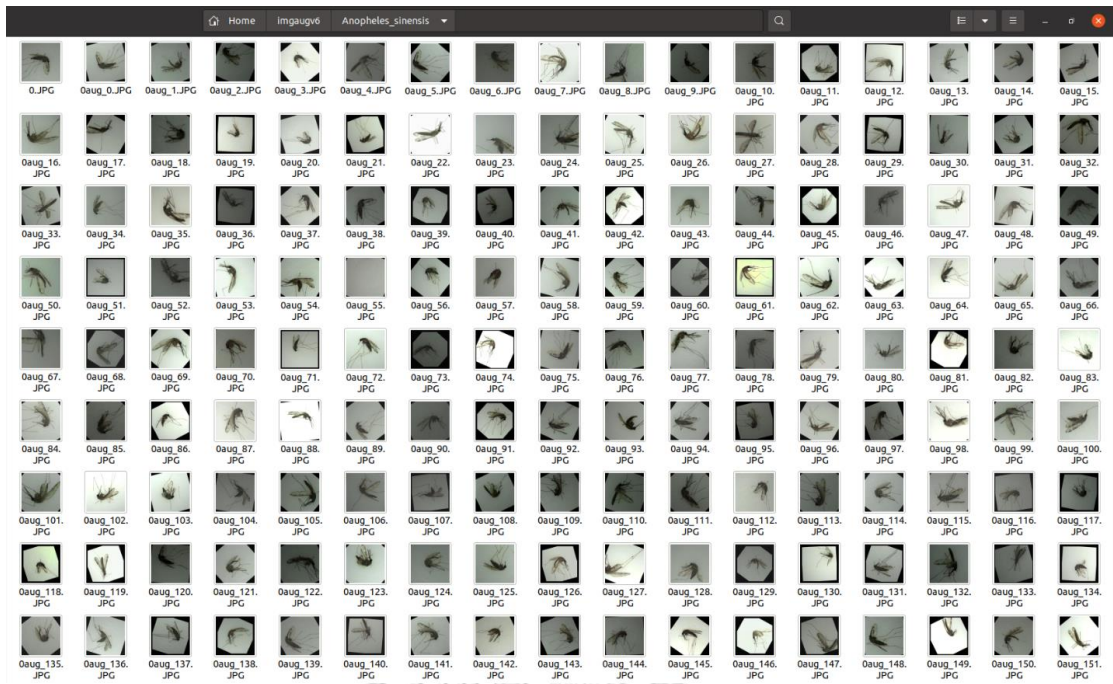 Home imgaugv6 Anopheles_sinensis
0.JPG 0aug_0.JPG 0aug_1.JPG 0aug_2.JPG 0aug_3.JPG 0aug_4.JPG 0aug_5.JPG 0aug_6.JPG 0aug_7.JPG 0aug_8.JPG 0aug_9.JPG 0aug_10. 0aug_11. 0aug_12. 0aug_13. 0aug_14. 0aug_15.
JPG JPG JPG JPG JPG JPG
0aug_16. 0aug_17. 0aug_18. 0aug_19. 0aug_20. 0aug_21. 0aug_22. 0aug_23. 0aug_24. 0aug_25. 0aug_26. 0aug_27. 0aug_28. 0aug_29. 0aug_30. 0aug_31. 0aug_32.
JPG JPG JPG JPG JPG JPG JPG JPG JPG JPG JPG JPG JPG JPG JPG JPG JPG
0aug_33. 0aug_34. 0aug_35. 0aug_36. 0aug_37. 0aug_38. 0aug_39. 0aug_40. 0aug_41. 0aug_42. 0aug_43. 0aug_44. 0aug_45. 0aug_46. 0aug_47. 0aug_48. 0aug_49.
JPG JPG JPG JPG JPG JPG JPG JPG JPG JPG JPG JPG JPG JPG JPG JPG JPG
0aug_50. 0aug_51. 0aug_52. 0aug_53. 0aug_54. 0aug_55. 0aug_56. 0aug_57. 0aug_58. 0aug_59. 0aug_60. 0aug_61. 0aug_62. 0aug_63. 0aug_64. 0aug_65. 0aug_66.
JPG JPG JPG JPG JPG JPG JPG JPG JPG JPG JPG JPG JPG JPG JPG JPG JPG
0aug_67. 0aug_68. 0aug_69. 0aug_70. 0aug_71. 0aug_72. 0aug_73. 0aug_74. 0aug_75. 0aug_76. 0aug_77. 0aug_78. 0aug_79. 0aug_80. 0aug_81. 0aug_82. 0aug_83.
JPG JPG JPG JPG JPG JPG JPG JPG JPG JPG JPG JPG JPG JPG JPG JPG JPG
0aug_84. 0aug_85. 0aug_86. 0aug_87. 0aug_88. 0aug_89. 0aug_90. 0aug_91. 0aug_92. 0aug_93. 0aug_94. 0aug_95. 0aug_96. 0aug_97. 0aug_98. 0aug_99. 0aug_100.
JPG JPG JPG JPG JPG JPG JPG JPG JPG JPG JPG JPG JPG JPG JPG JPG JPG
0aug_101. 0aug_102. 0aug_103. 0aug_104. 0aug_105. 0aug_106. 0aug_107. 0aug_108. 0aug_109. 0aug_110. 0aug_111. 0aug_112. 0aug_113. 0aug_114. 0aug_115. 0aug_116. 0aug_117.
JPG JPG JPG JPG JPG JPG JPG JPG JPG JPG JPG JPG JPG JPG JPG JPG JPG
0aug_118. 0aug_119. 0aug_120. 0aug_121. 0aug_122. 0aug_123. 0aug_124. 0aug_125. 0aug_126. 0aug_127. 0aug_128. 0aug_129. 0aug_130. 0aug_131. 0aug_132. 0aug_133. 0aug_134.
JPG JPG JPG JPG JPG JPG JPG JPG JPG JPG JPG JPG JPG JPG JPG JPG JPG
0aug_135. 0aug_136. 0aug_137. 0aug_138. 0aug_139. 0aug_140. 0aug_141. 0aug_142. 0aug_143. 0aug_144. 0aug_145. 0aug_146. 0aug_147. 0aug_148. 0aug_149. 0aug_150. 0aug_151.
JPG JPG JPG JPG JPG JPG JPG JPG JPG JPG JPG JPG JPG JPG JPG JPG JPG